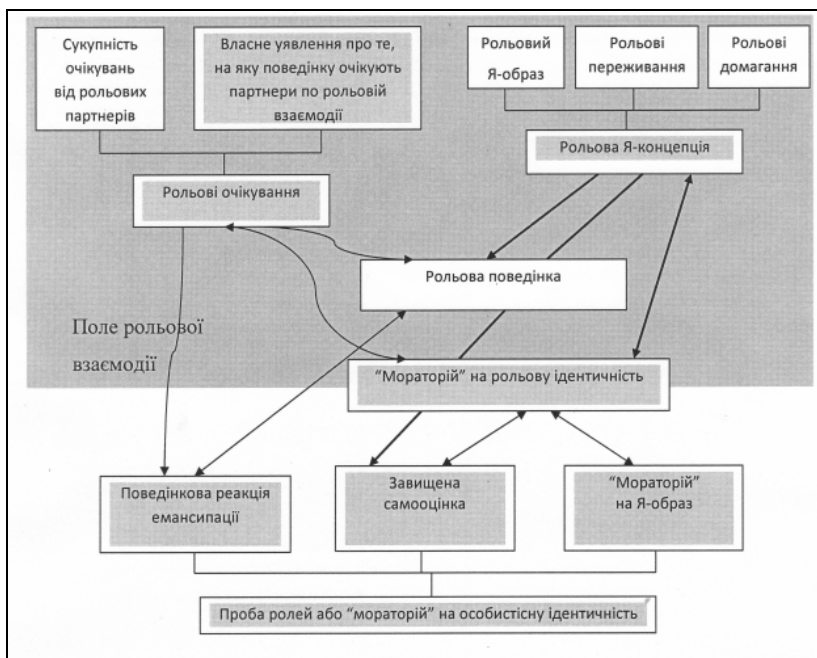 Сукупність
очікувань
від рольових
партнерів
Власне уявлення про те,
на яку поведінку очікують
партнери по рольовій
взаємодії
Рольовий
Я-образ
Рольові
переживання
Рольові
домагання
Рольова Я-концепція
Рольові очікування
Рольова поведінка
Поле рольової
взаємодії
“Мораторій” на рольову ідентичність
Поведінкова реакція
емансипації
Завищена
самооцінка
“Мораторій”
на Я-образ
Проба ролей або “мораторій” на особистісну ідентичність